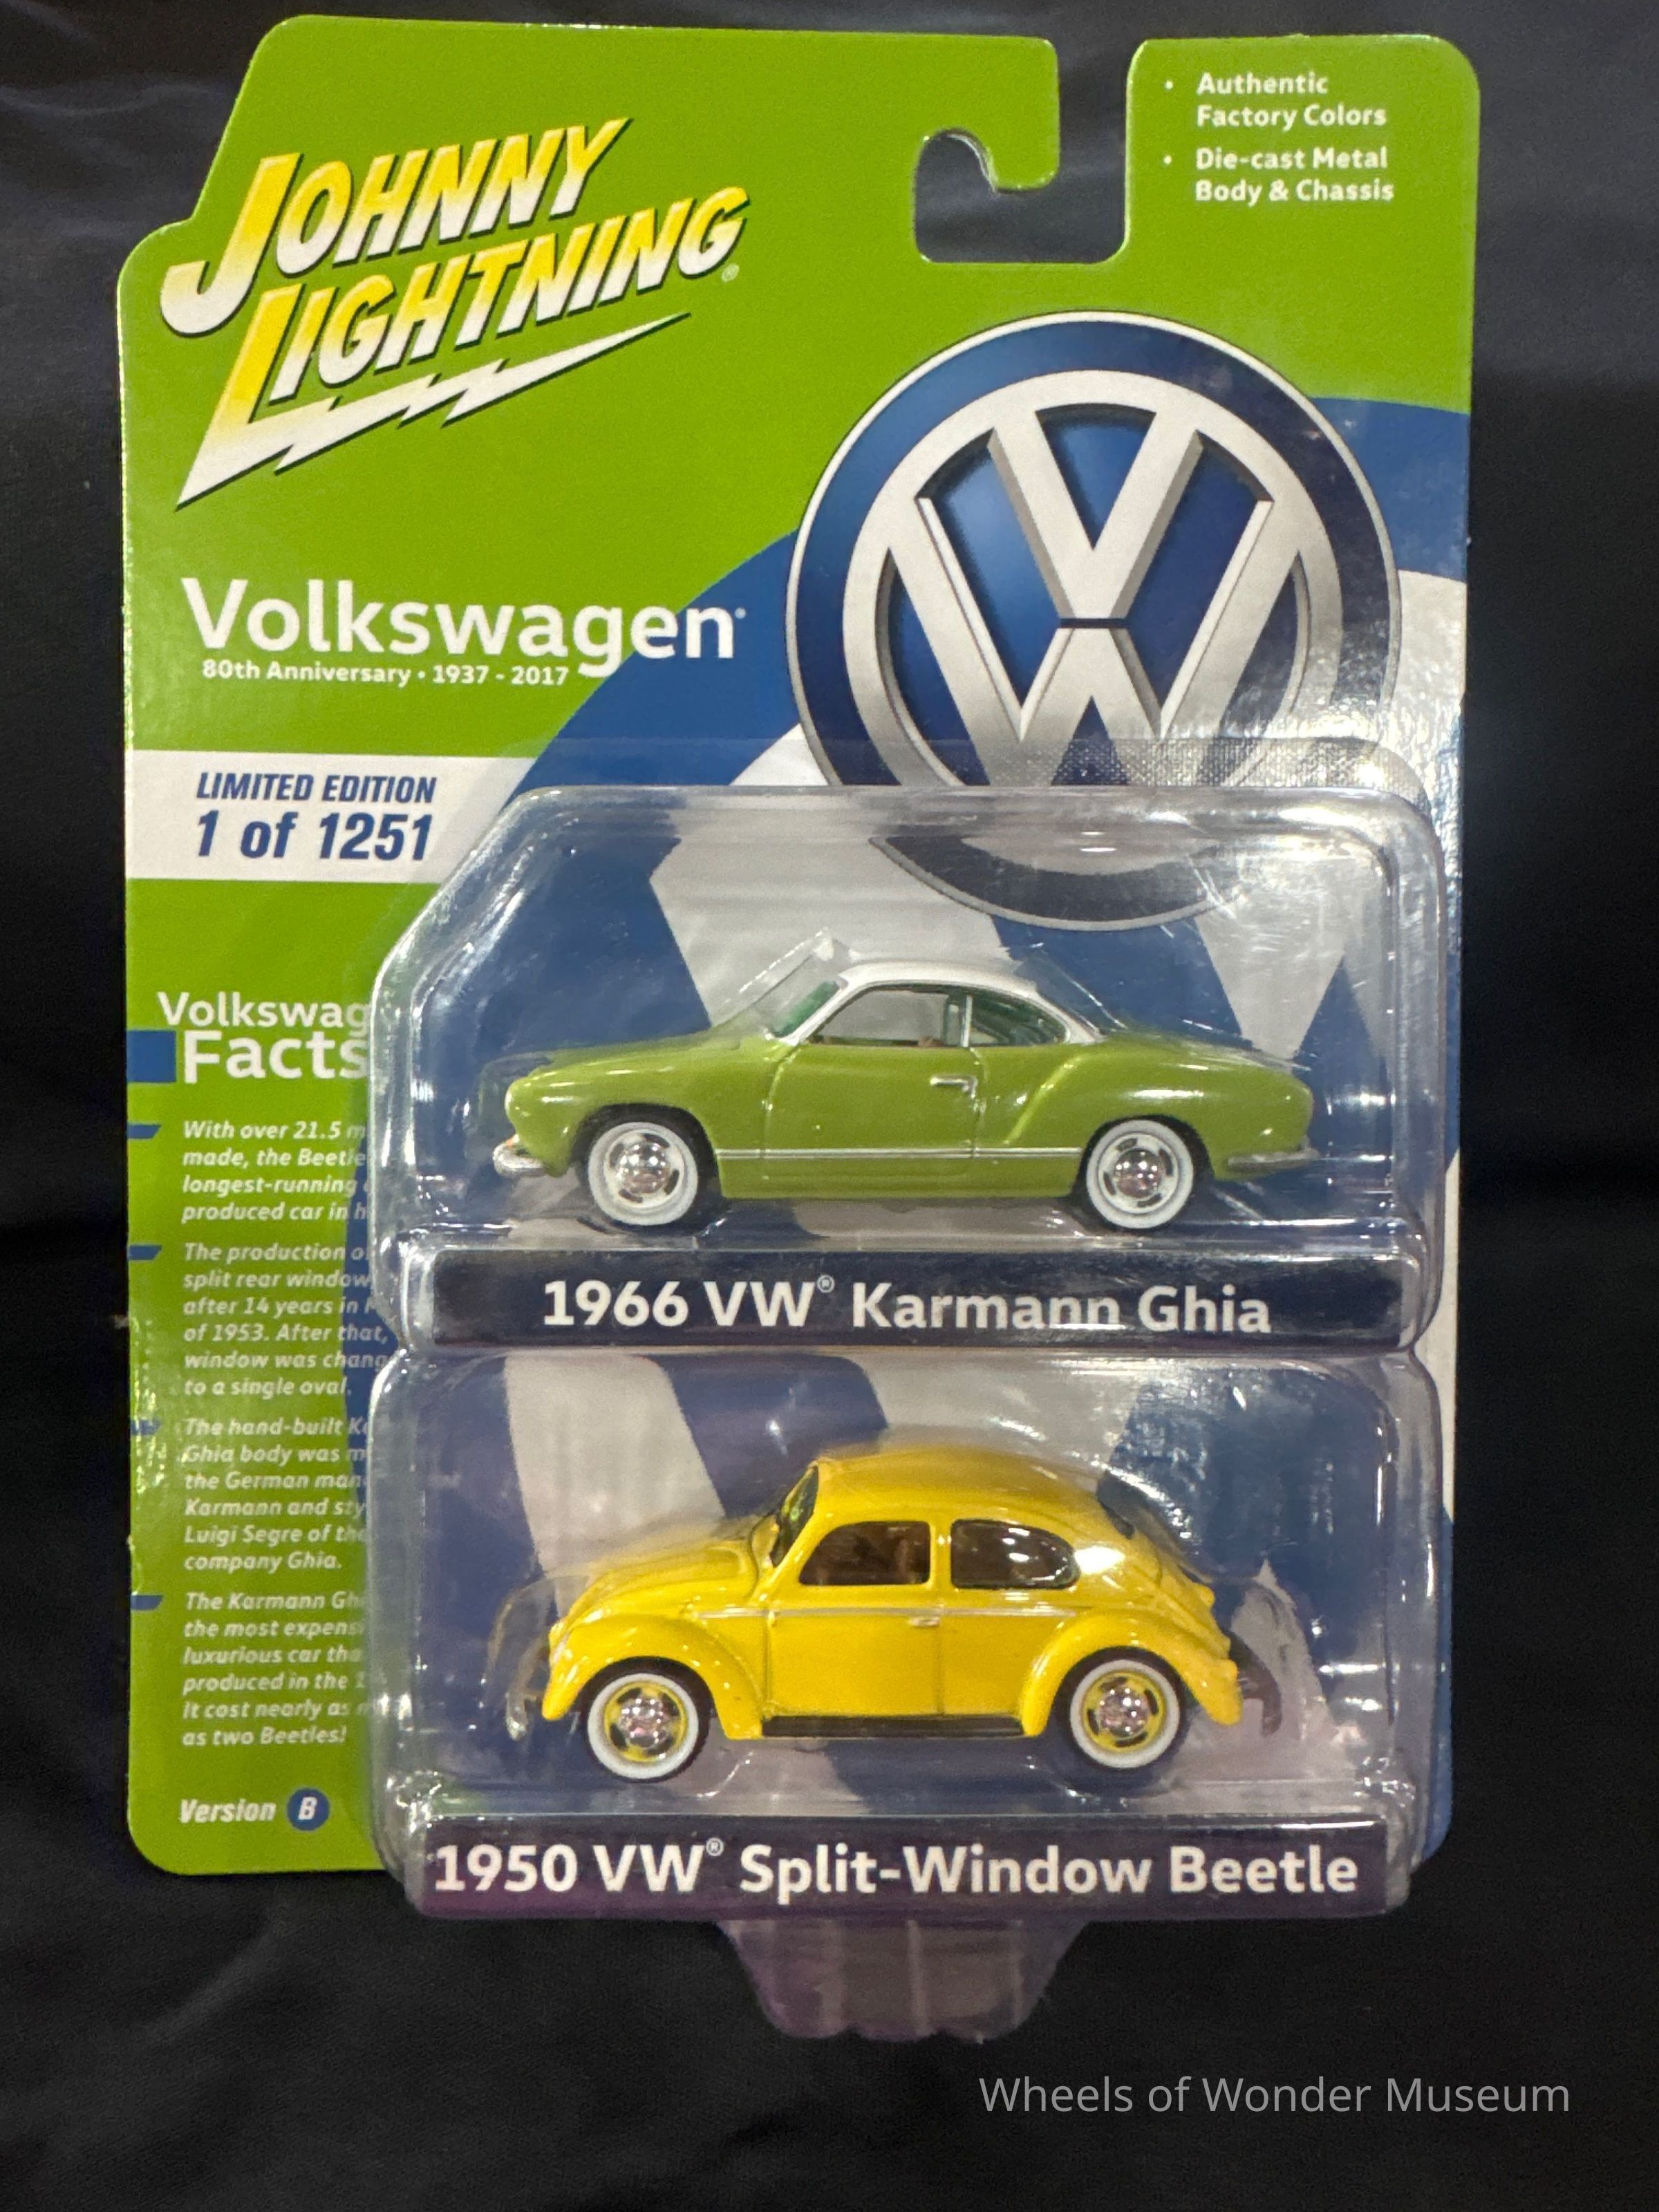 Authentic
Factory Colors
Die-cast Metal
Body & Chassis
JOHNNY
LIGHTNING®
Volkswagen®
80th Anniversary • 1937 - 2017
LIMITED EDITION
1 of 1251
Volkswag
Facts
With over 21.5
made, the Beetle
longest-running
produced car in
The production
split rear window
after 14 years in
of 1953. After that,
window was chang
to a single oval.
The hand-built
Ghia body was
the German man
Karmann and sty
Luigi Segre of the
company Ghia.
The Karmann Gh
the most expens
luxurious car tha
produced in the
It cost nearly as
as two Beetles!
Version B
1966 VW® Karmann Ghia
1950 VW® Split-Window Beetle
Wheels of Wonder Museum